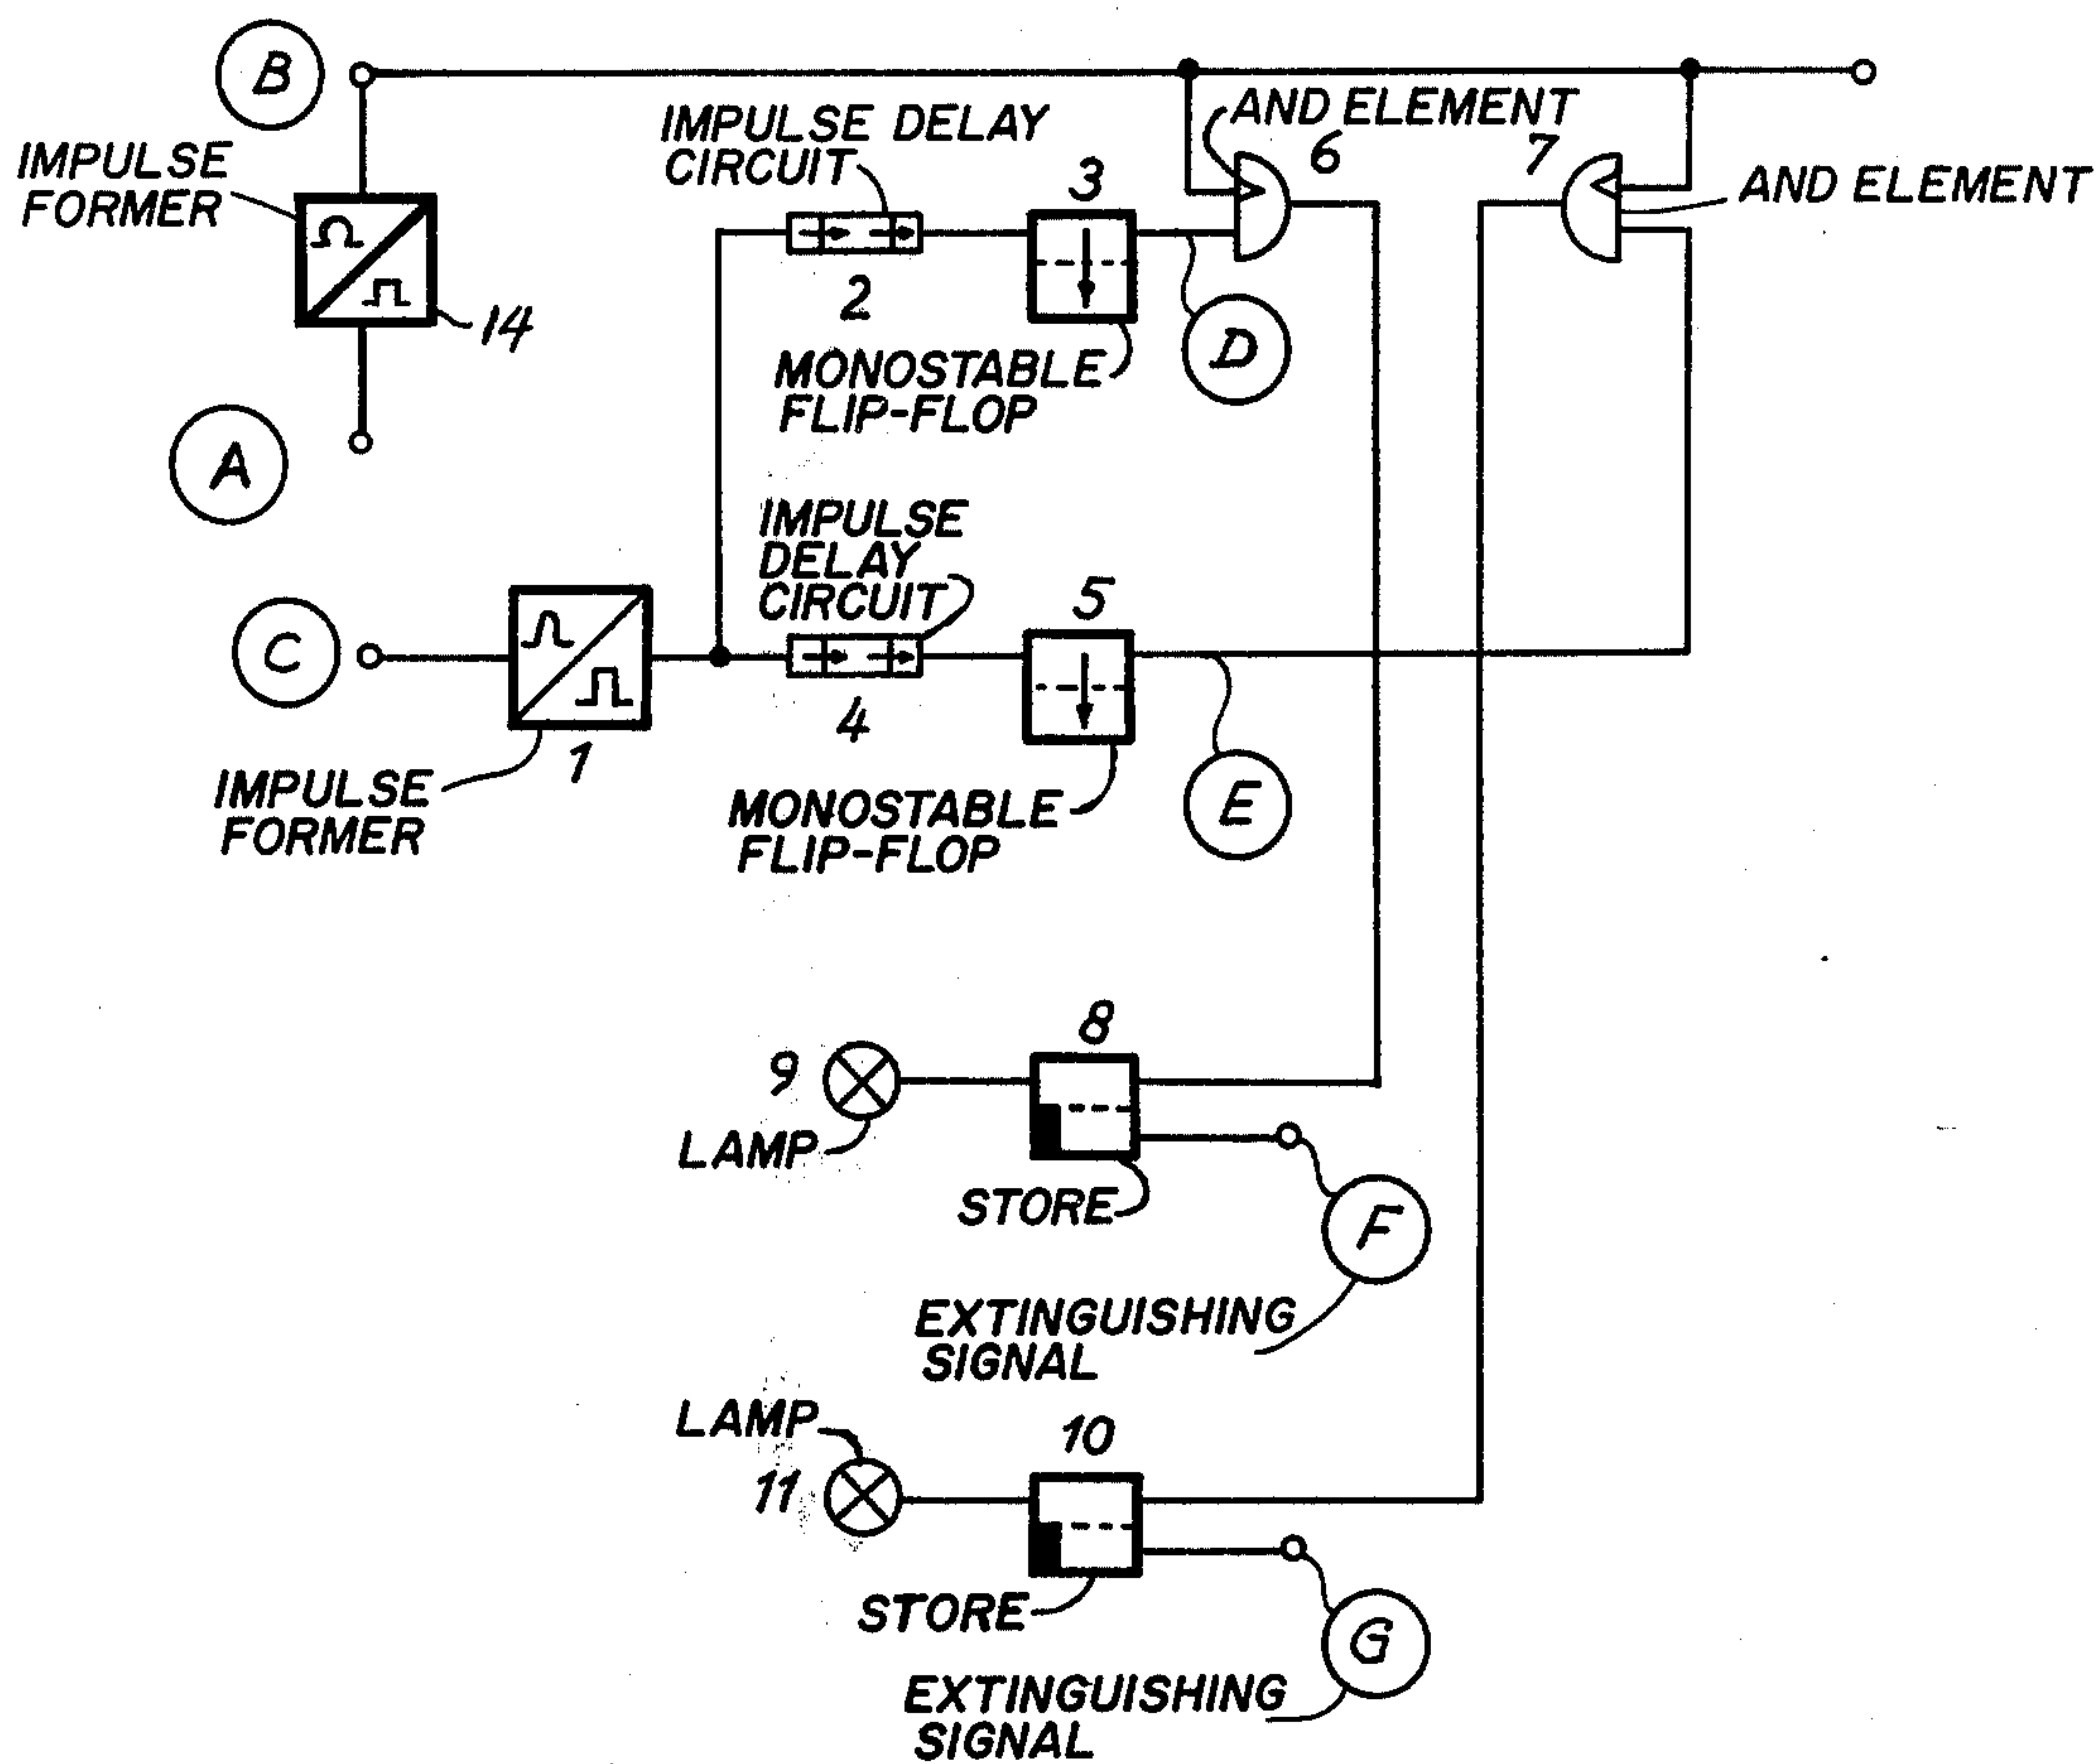 B
IMPULSE
FORMER
14
A
IMPULSE DELAY
CIRCUIT
2
3
MONOSTABLE
FLIP-FLOP
D
AND ELEMENT
6
7
AND ELEMENT
C
IMPULSE
FORMER
1
IMPULSE
DELAY
CIRCUIT
4
5
MONOSTABLE
FLIP-FLOP
E
8
9
LAMP
STORE
F
EXTINGUISHING
SIGNAL
LAMP
10
11
STORE
G
EXTINGUISHING
SIGNAL